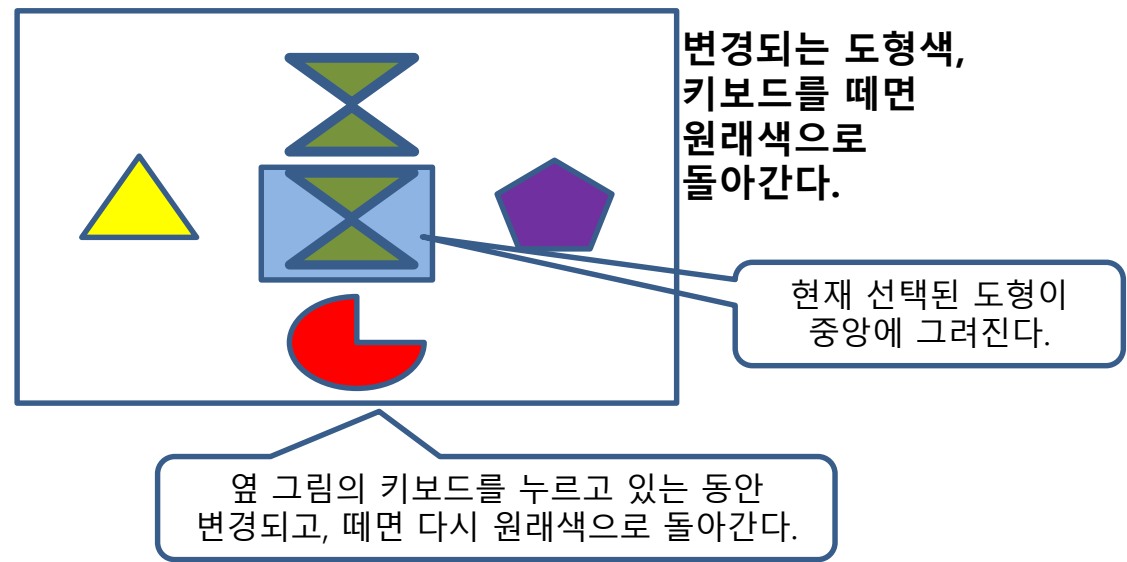 변경되는 도형색,
키보드를 떼면
원래색으로
돌아간다.
현재 선택된 도형이
중앙에 그려진다.
옆 그림의 키보드를 누르고 있는 동안
변경되고, 떼면 다시 원래색으로 돌아간다.